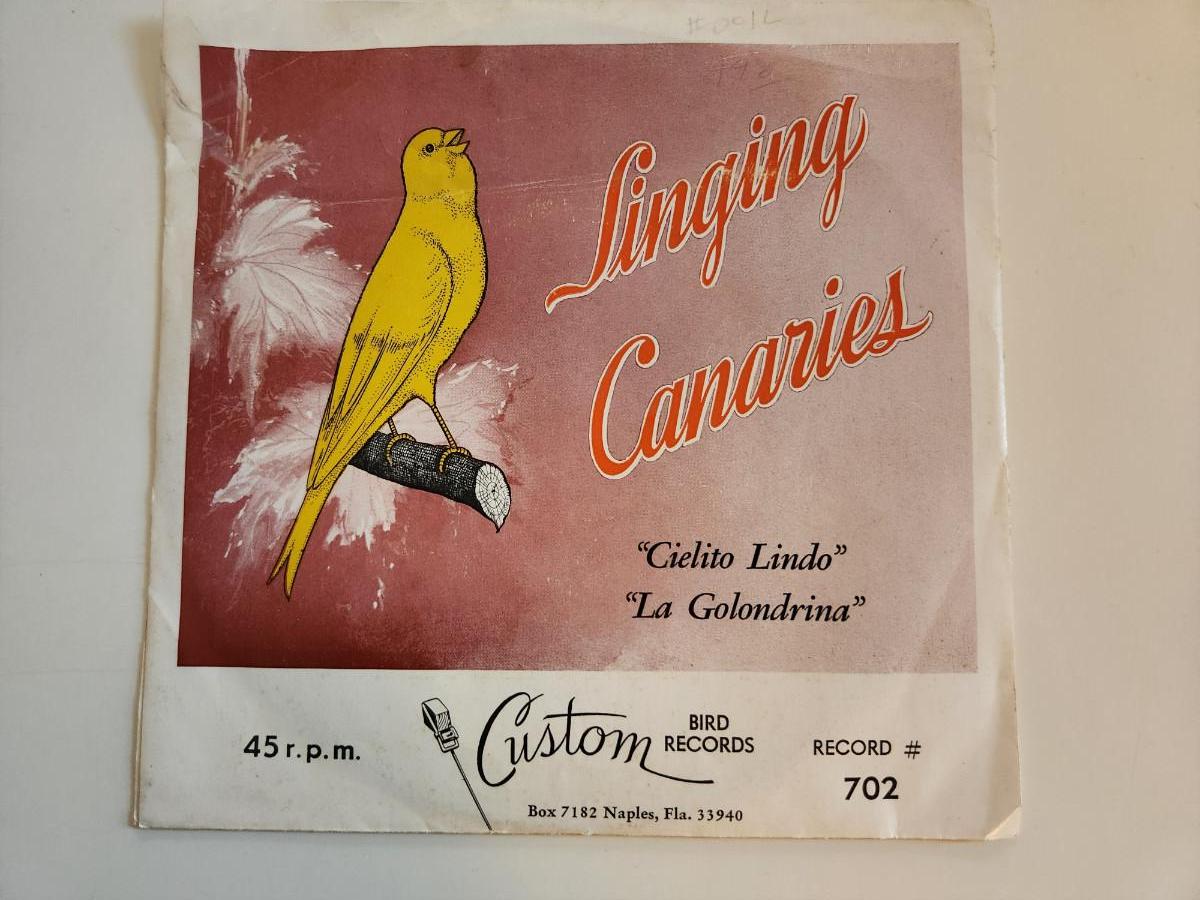 Singing
Canaries
“Cielito Lindo”
“La Golondrina”
45 r.p.m.
Custom
BIRD
RECORDS
RECORD #
702
Box 7182 Naples, Fla. 33940